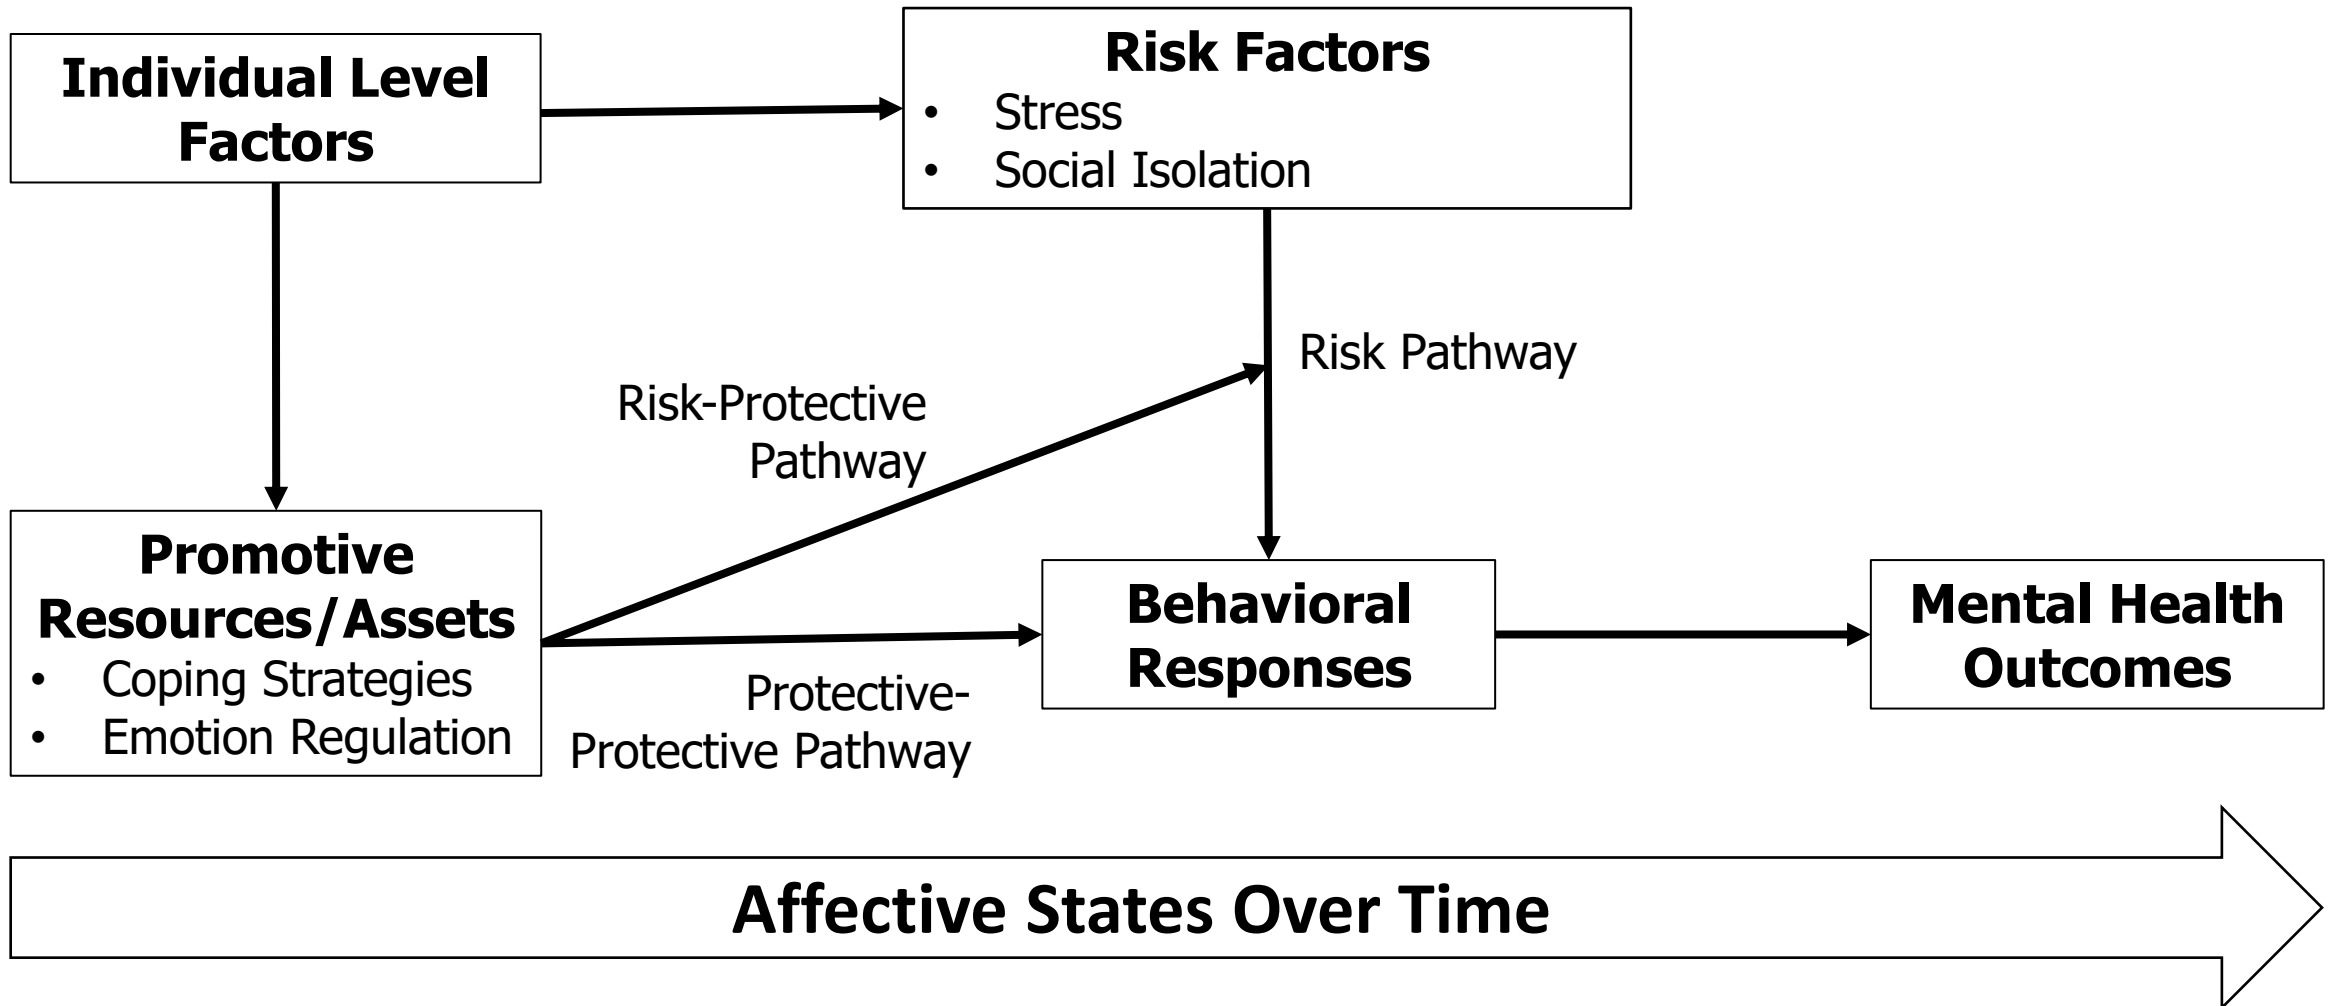 Individual Level
Factors
Risk Factors
• Stress
• Social Isolation
Risk Pathway
Risk-Protective
Pathway
Promotive
Resources/Assets
• Coping Strategies
• Emotion Regulation
Protective-
Protective Pathway
Behavioral
Responses
Mental Health
Outcomes
Affective States Over Time